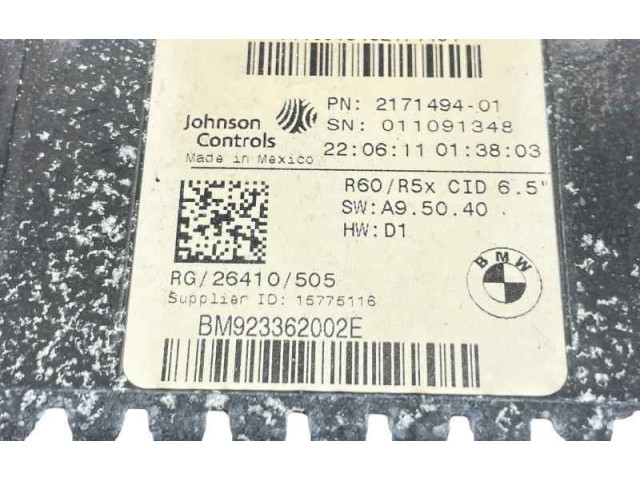 Johnson
Controls
Made in Mexico
PN: 2171494-01
SN: 011091348
22:06:11 01:38:03
R60/R5x CID 6.5"
SW:A9.50.40
HW:D1
BMW
RG/26410/505
Supplier ID: 15775116
BM923362002E